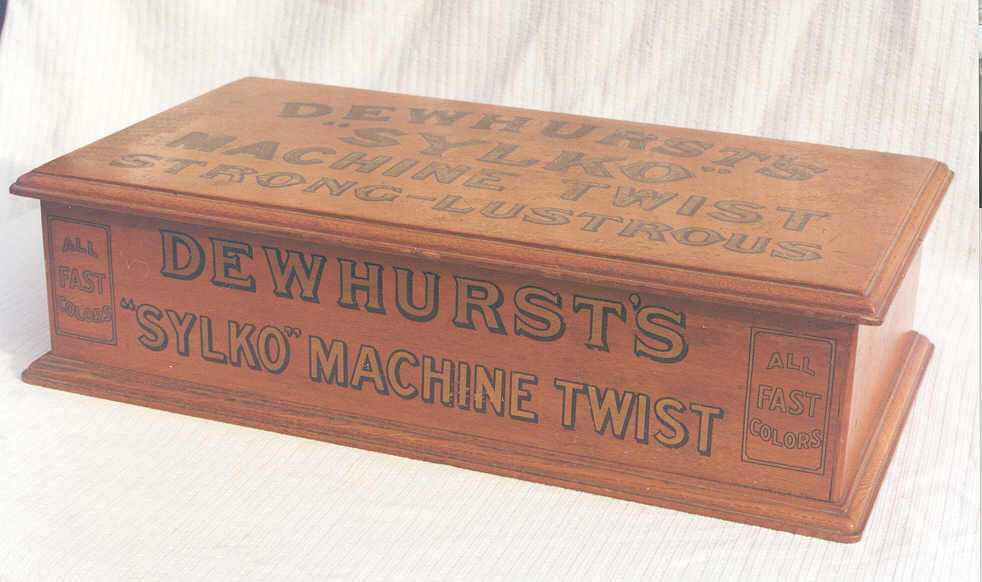 DEWHURST'S
"SYLKO"
MACHINE TWIST
STRONG-LUSTROUS
ALL
FAST
COLORS
DEWHURST'S
"SYLKO" MACHINE TWIST
ALL
FAST
COLORS